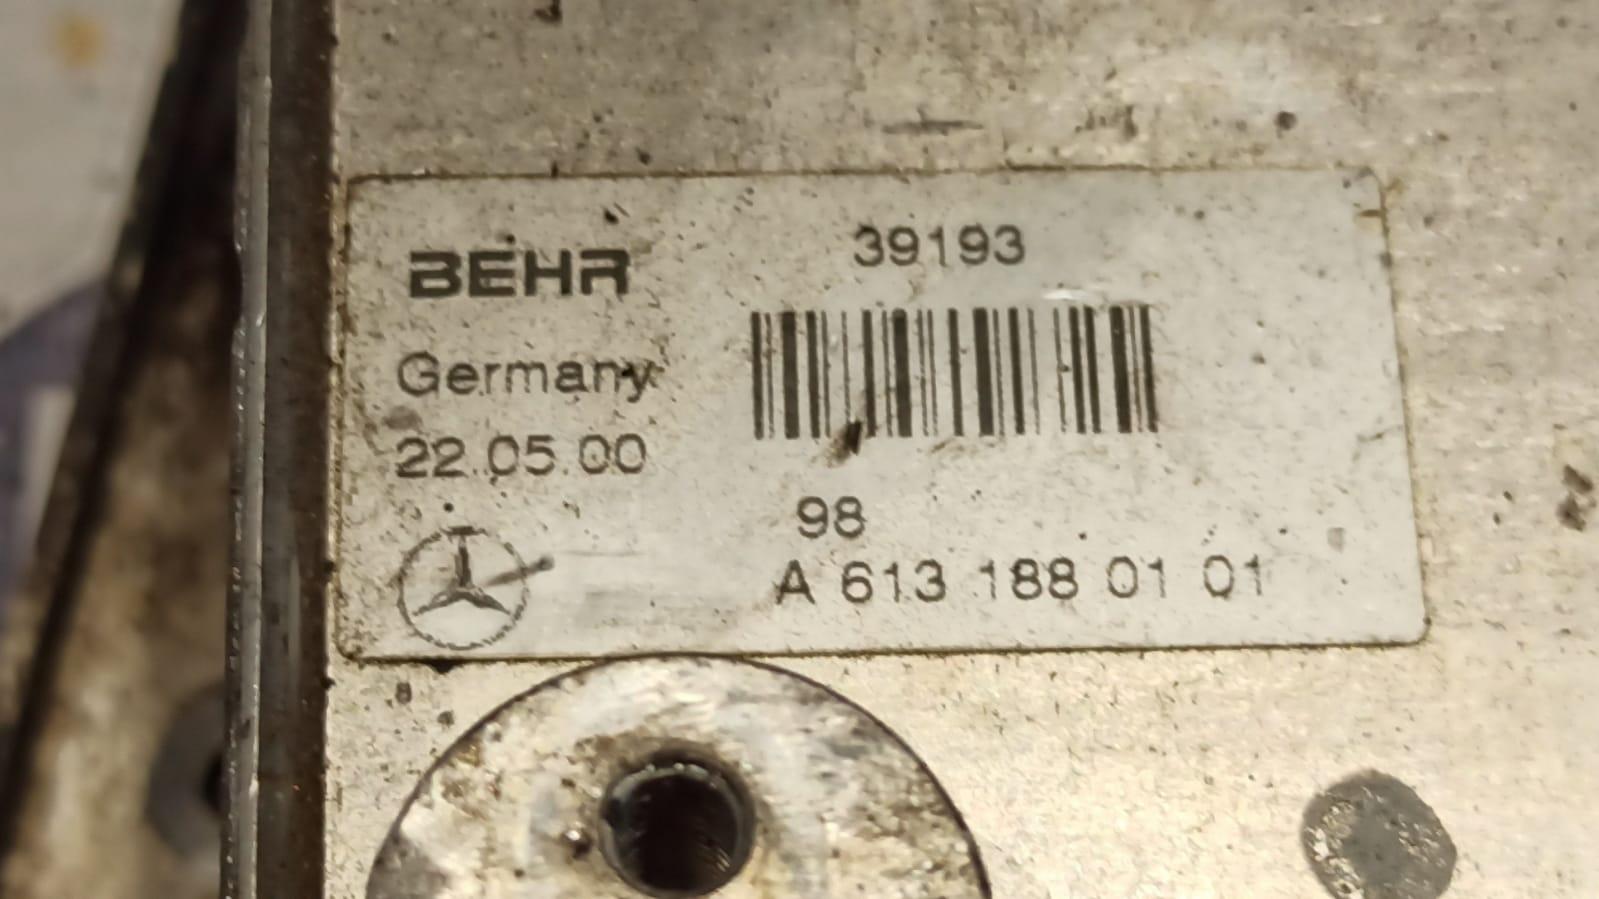 BEHR
39193
Germany
22.05.00
98
A 613 188 01 01